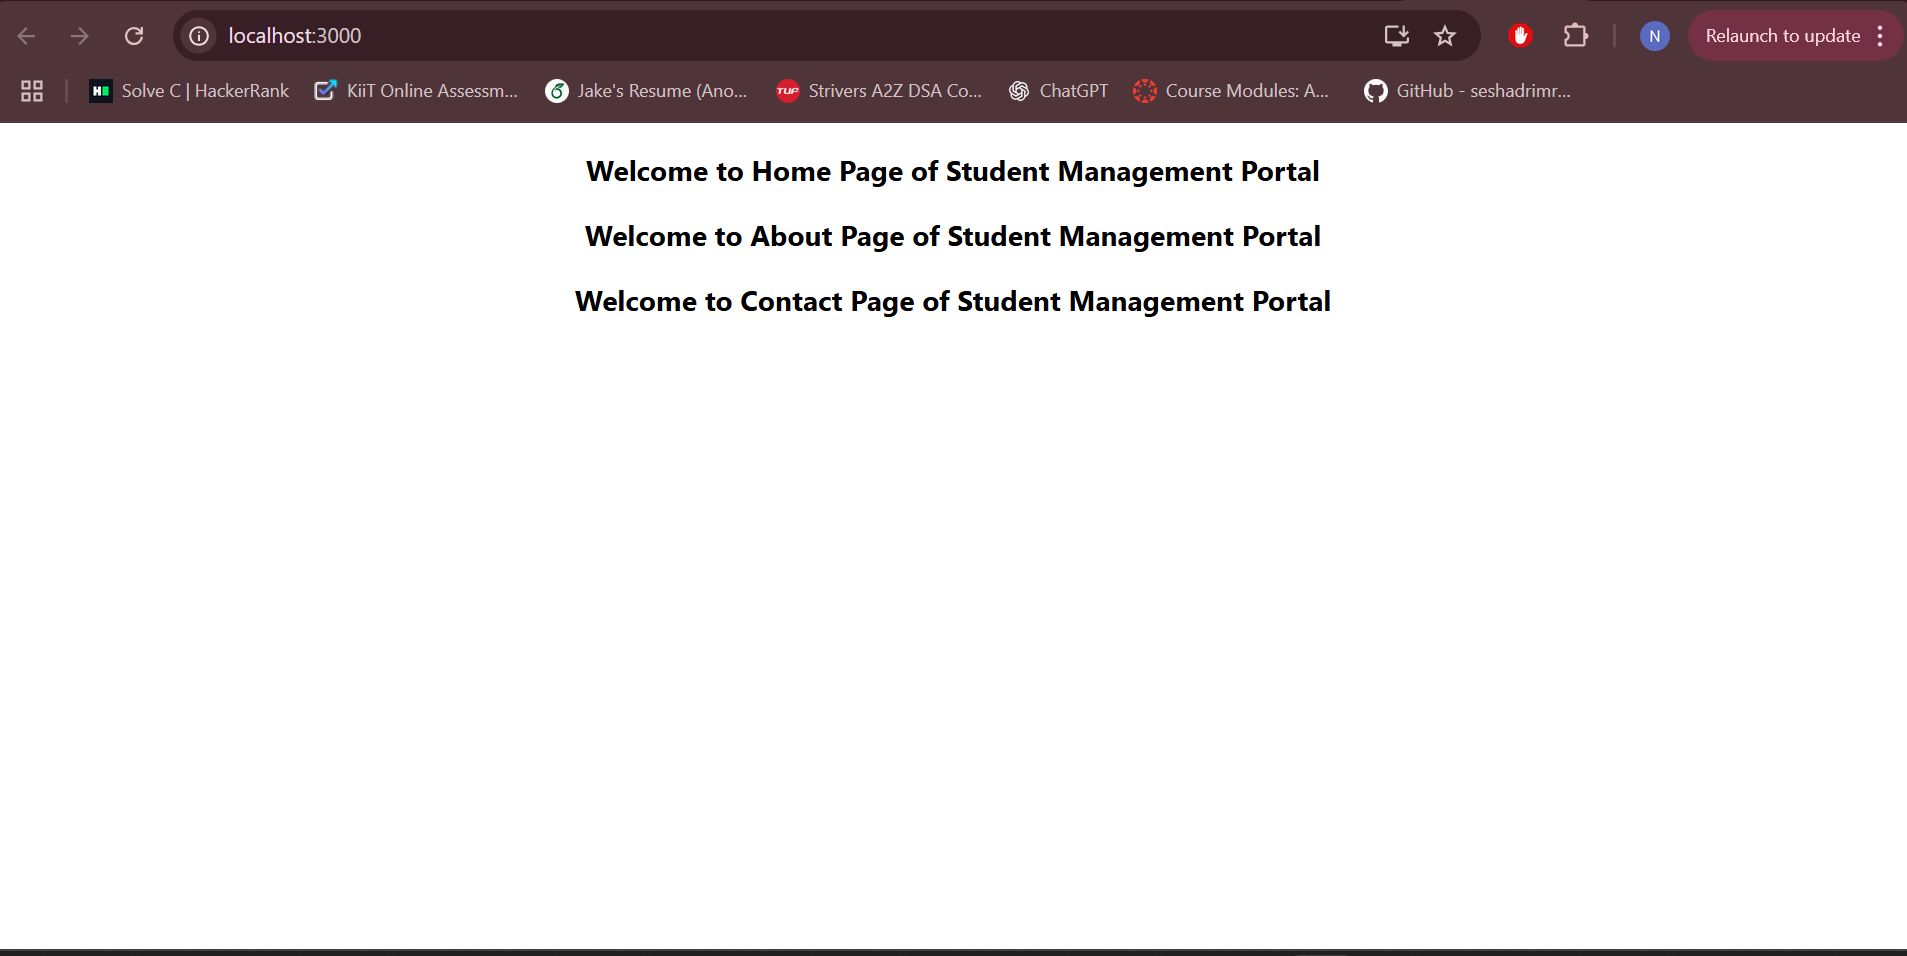 localhost:3000
N
Relaunch to update
Solve C | HackerRank
KiiT Online Assessm...
Jake's Resume (Ano...
TUF
Strivers A2Z DSA Co...
ChatGPT
Course Modules: A...
GitHub - seshadrimr...
Welcome to Home Page of Student Management Portal
Welcome to About Page of Student Management Portal
Welcome to Contact Page of Student Management Portal